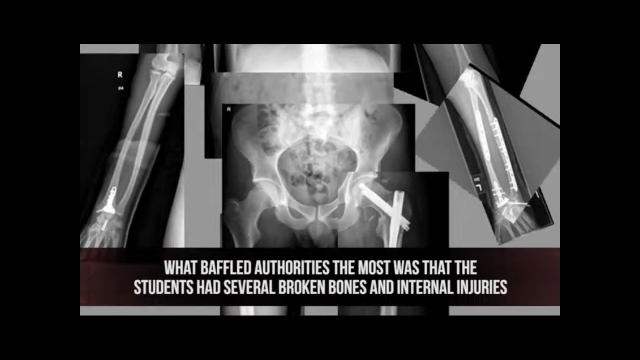 R
R
WHAT BAFFLED AUTHORITIES THE MOST WAS THAT THE
STUDENTS HAD SEVERAL BROKEN BONES AND INTERNAL INJURIES